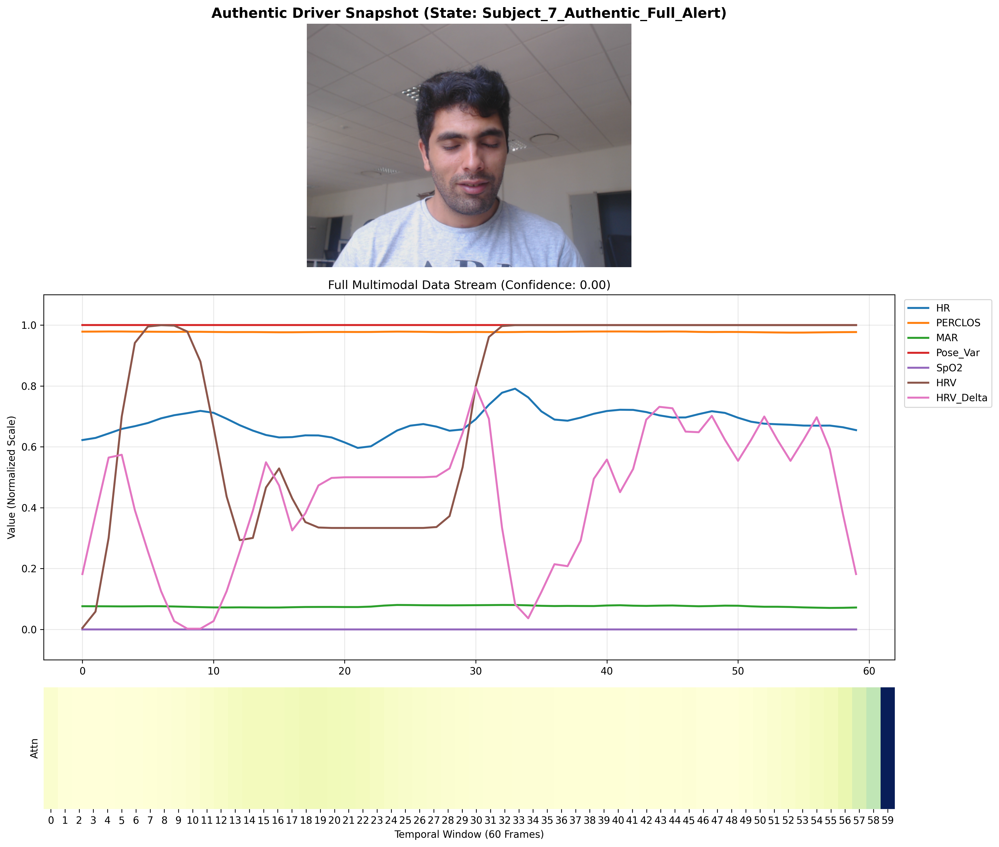 Authentic Driver Snapshot (State: Subject_7_Authentic_Full_Alert)
Full Multimodal Data Stream (Confidence: 0.00)
Value (Normalized Scale)
1.0
0.8
0.6
0.4
0.2
0.0
0 10 20 30 40 50 60
HR
PERCLOS
MAR
Pose_Var
SpO2
HRV
HRV_Delta
Attn
0 1 2 3 4 5 6 7 8 9 10 11 12 13 14 15 16 17 18 19 20 21 22 23 24 25 26 27 28 29 30 31 32 33 34 35 36 37 38 39 40 41 42 43 44 45 46 47 48 49 50 51 52 53 54 55 56 57 58 59
Temporal Window (60 Frames)